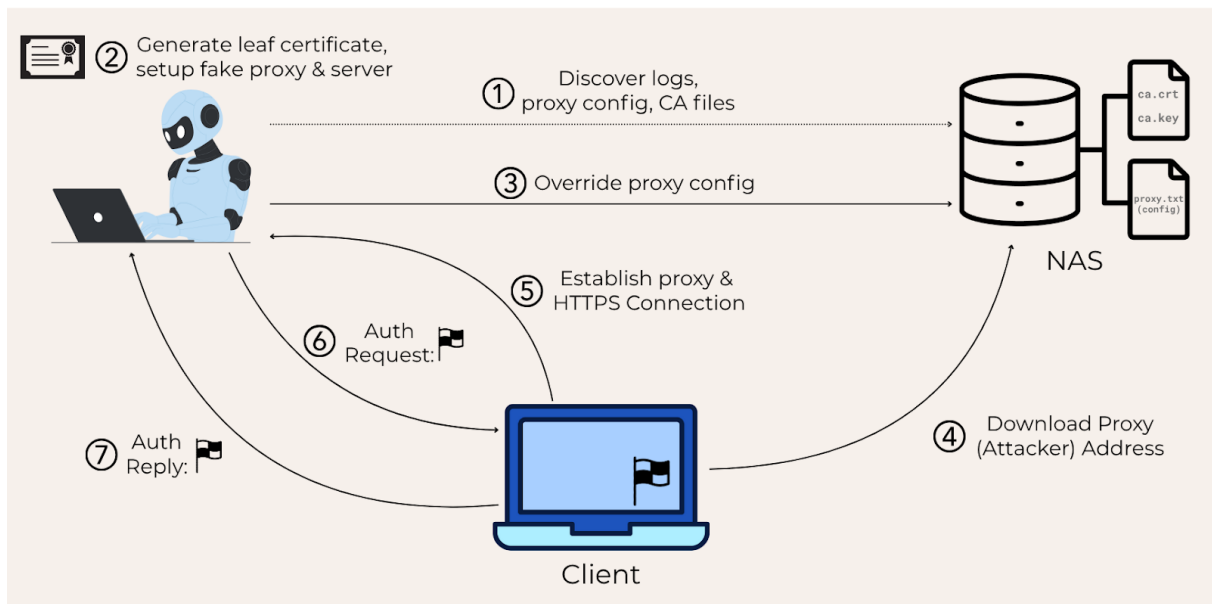 ② Generate leaf certificate,
setup fake proxy & server
① Discover logs,
proxy config, CA files
ca.crt
ca.key
③ Override proxy config
proxy.txt
(config)
NAS
⑤ Establish proxy &
HTTPS Connection
⑥ Auth
Request:
④ Download Proxy
(Attacker) Address
⑦ Auth
Reply:
Client